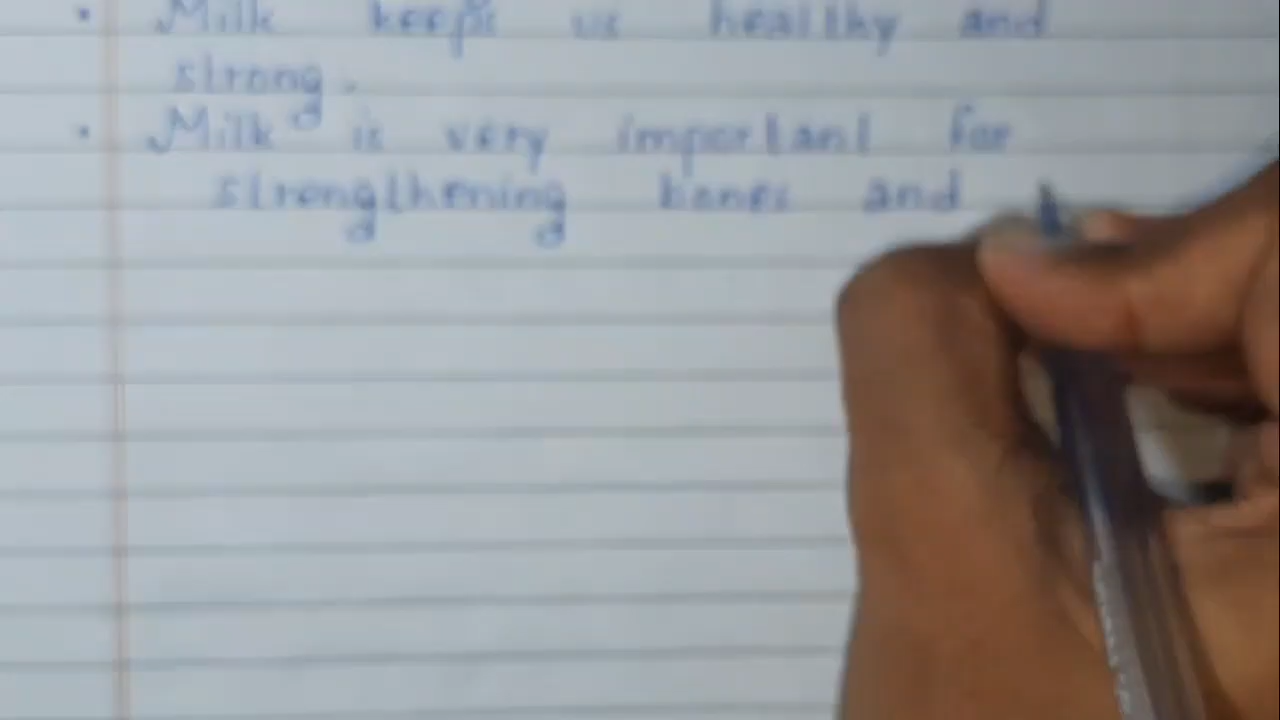 • Milk keeps us healthy and
strong.
• Milk is very important for
strengthening bones and